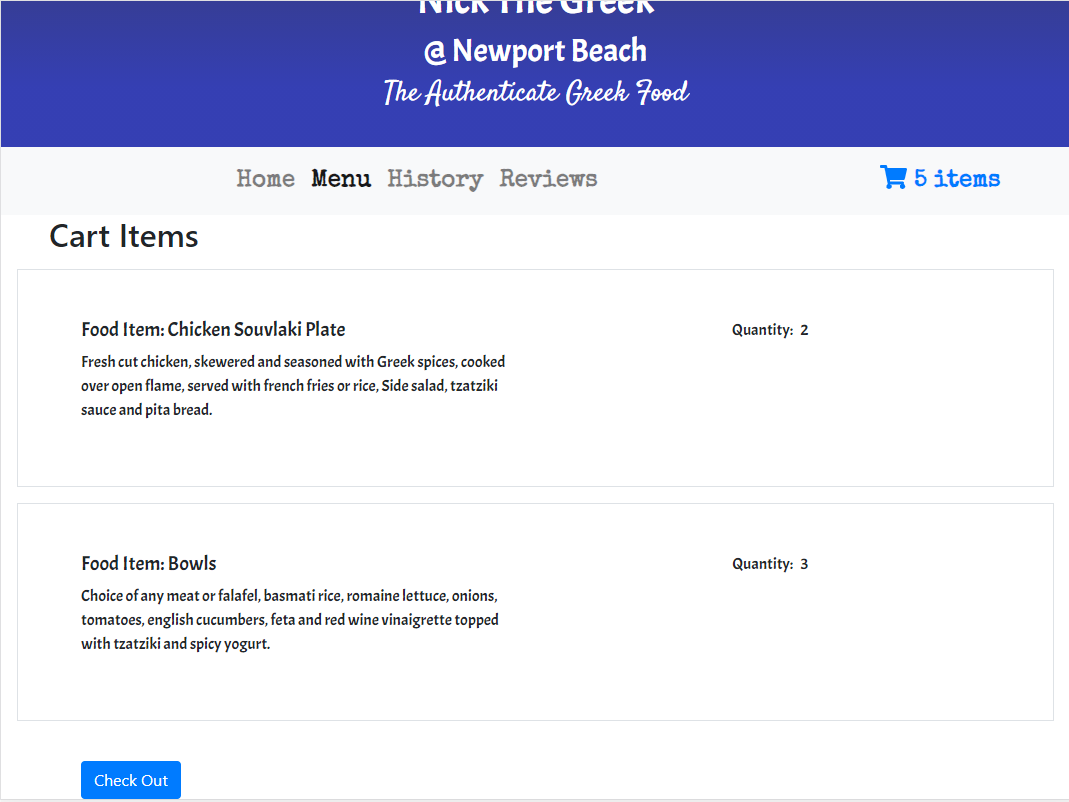 Nick The Greek
@ Newport Beach
The Authenticate Greek Food
Home Menu History Reviews 5 items
Cart Items
Food Item: Chicken Souvlaki Plate Quantity: 2
Fresh cut chicken, skewered and seasoned with Greek spices, cooked
over open flame, served with french fries or rice, Side salad, tzatziki
sauce and pita bread.
Food Item: Bowls Quantity: 3
Choice of any meat or falafel, basmati rice, romaine lettuce, onions,
tomatoes, english cucumbers, feta and red wine vinaigrette topped
with tzatziki and spicy yogurt.
Check Out